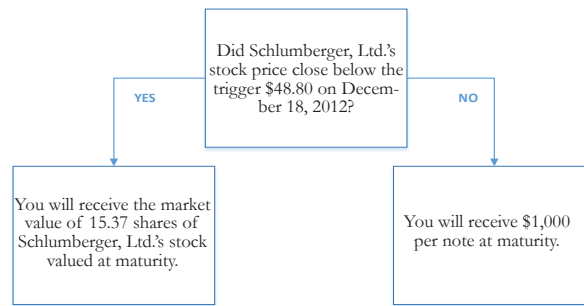 Did Schlumberger, Ltd.'s
stock price close below the
trigger $48.80 on Decem-
ber 18, 2012?
YES
NO
You will receive the market
value of 15.37 shares of
Schlumberger, Ltd.'s stock
valued at maturity.
You will receive $1,000
per note at maturity.